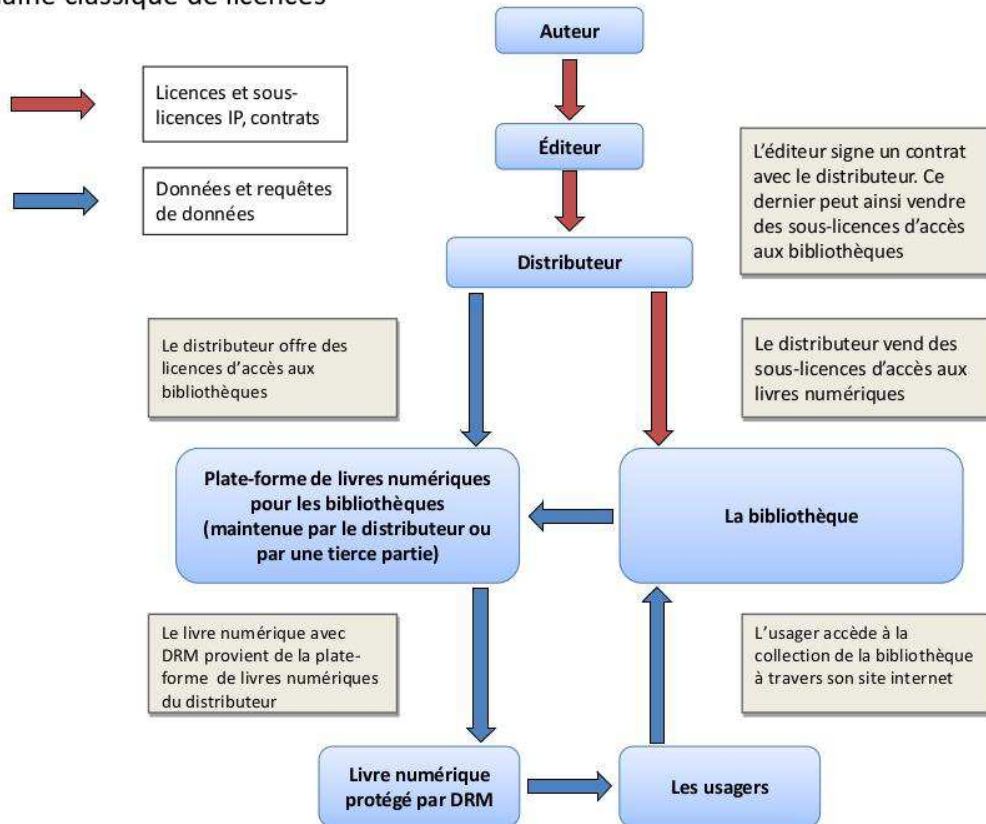 classique de licences
Auteur
Licences et sous-
licences IP, contrats
Éditeur
L'éditeur signe un contrat
avec le distributeur. Ce
dernier peut ainsi vendre
des sous-licences d'accès
aux bibliothèques
Données et requêtes
de données
Distributeur
Le distributeur offre des
licences d'accès aux
bibliothèques
Le distributeur vend des
sous-licences d'accès aux
livres numériques
Plate-forme de livres numériques
pour les bibliothèques
(maintenue par le distributeur ou
par une tierce partie)
La bibliothèque
Le livre numérique avec
DRM provient de la plate-
forme de livres numériques
du distributeur
L'usager accède à la
collection de la bibliothèque
à travers son site internet
Livre numérique
protégé par DRM
Les usagers